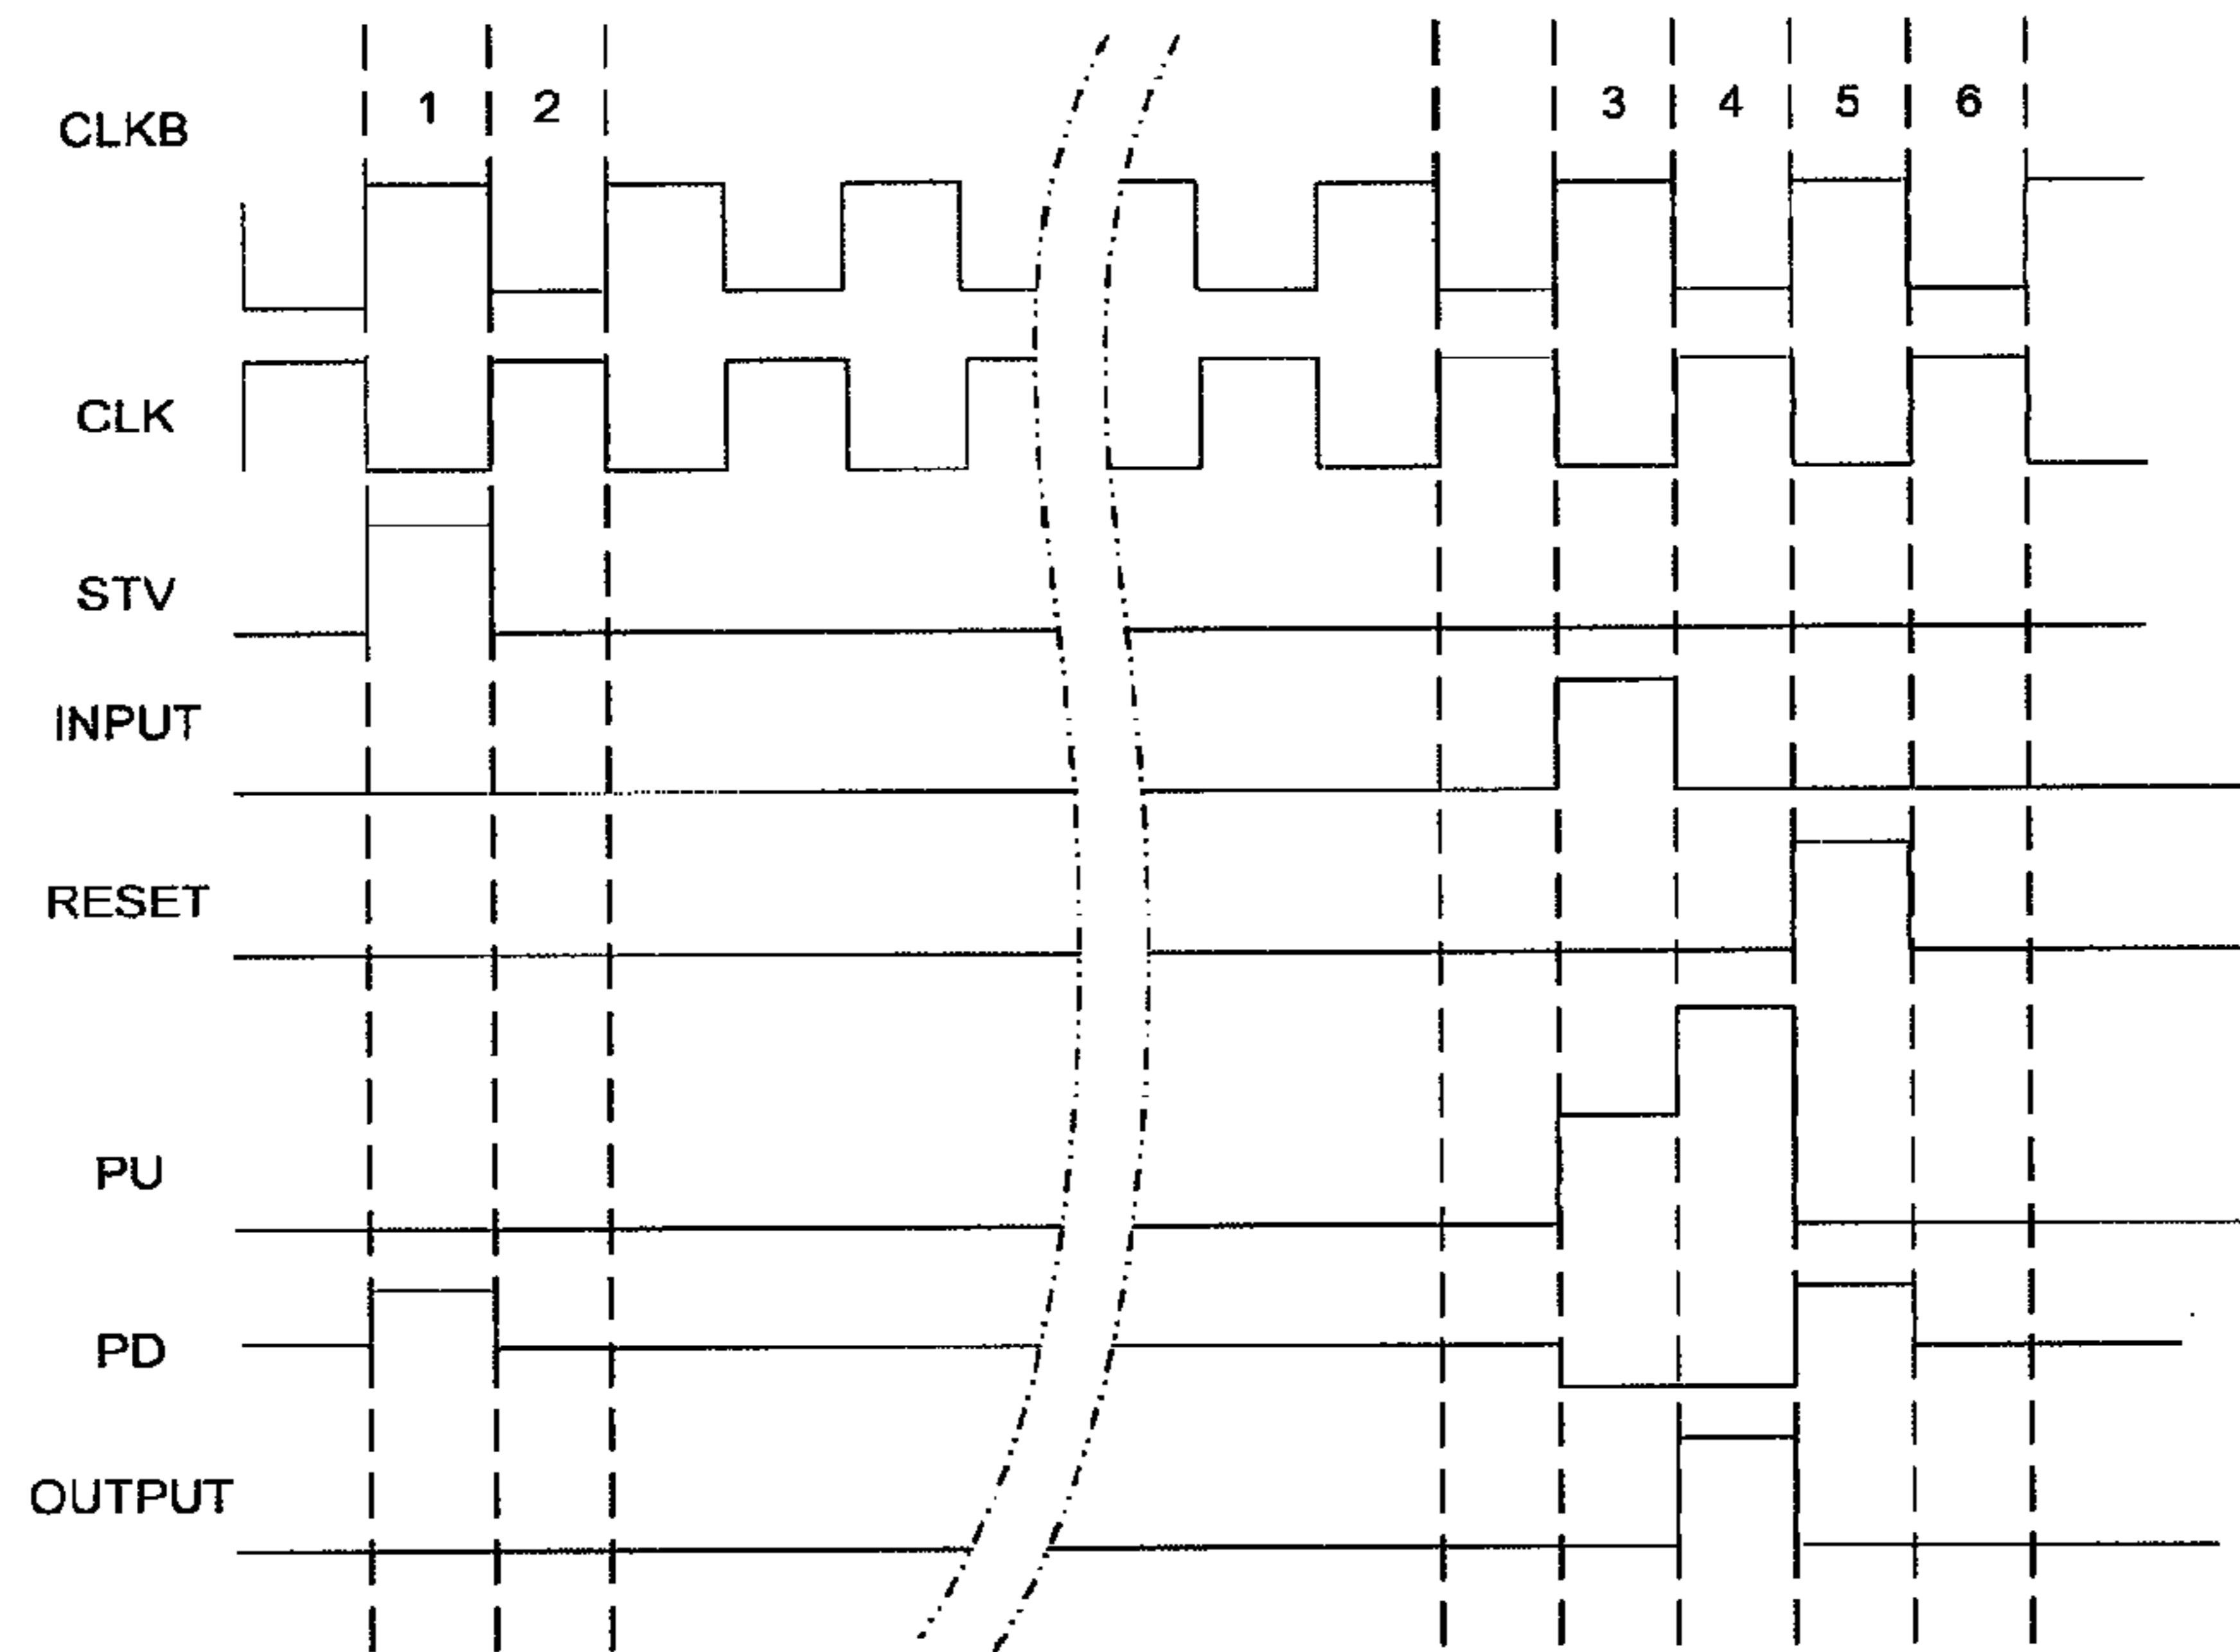 1 2 3 4 5 6
CLKB
CLK
STV
INPUT
RESET
PU
PD
OUTPUT